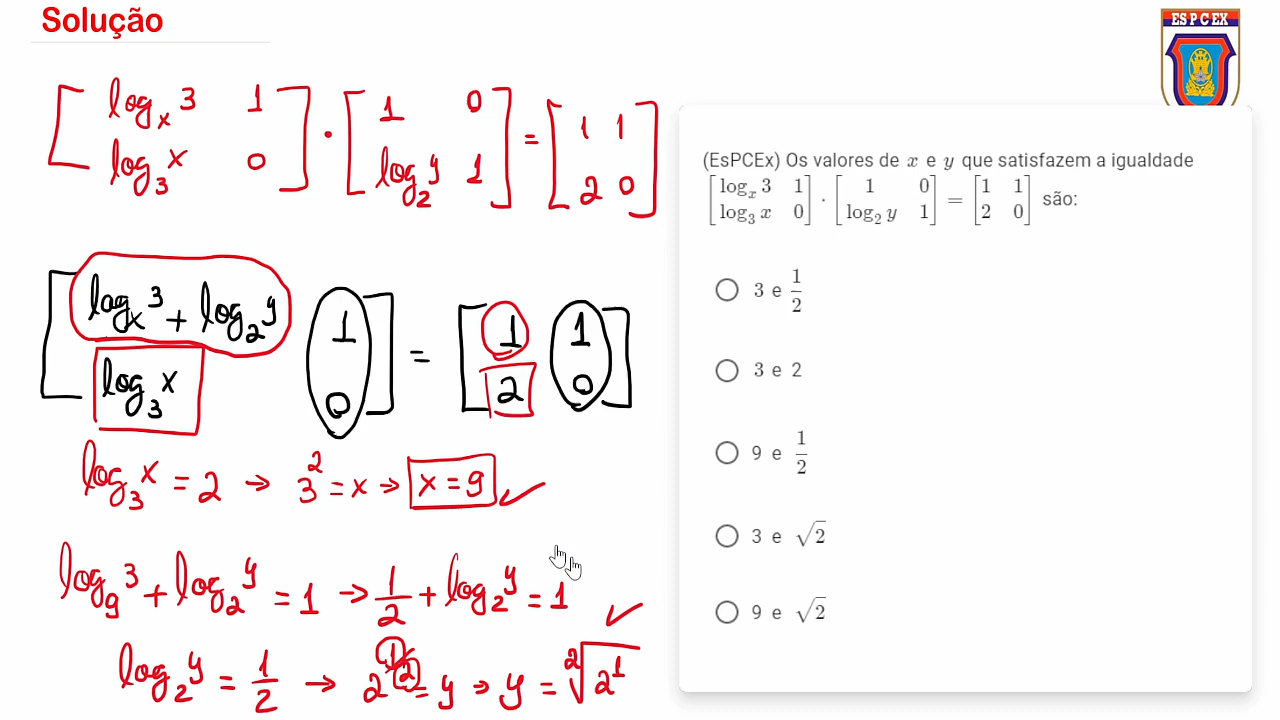 Solução
ESPCEX
[log_x 3 1] · [1 0] = [1 1]
[log_3 x 0] [log_2 y 1] [2 0]
[log_x 3 + log_2 y 1] = [1 1]
[log_3 x 0] [2 0]
log_3 x = 2 → 3^2 = x → x = 9 ✓
log_9 3 + log_2 y = 1 → 1/2 + log_2 y = 1
log_2 y = 1/2 → 2^(1/2) = y → y = ²√(2^1) ✓
(EsPCEx) Os valores de x e y que satisfazem a igualdade
[log_x 3 1] · [1 0] = [1 1] são:
[log_3 x 0] [log_2 y 1] [2 0]
3 e 1/2
3 e 2
9 e 1/2
3 e √2
9 e √2